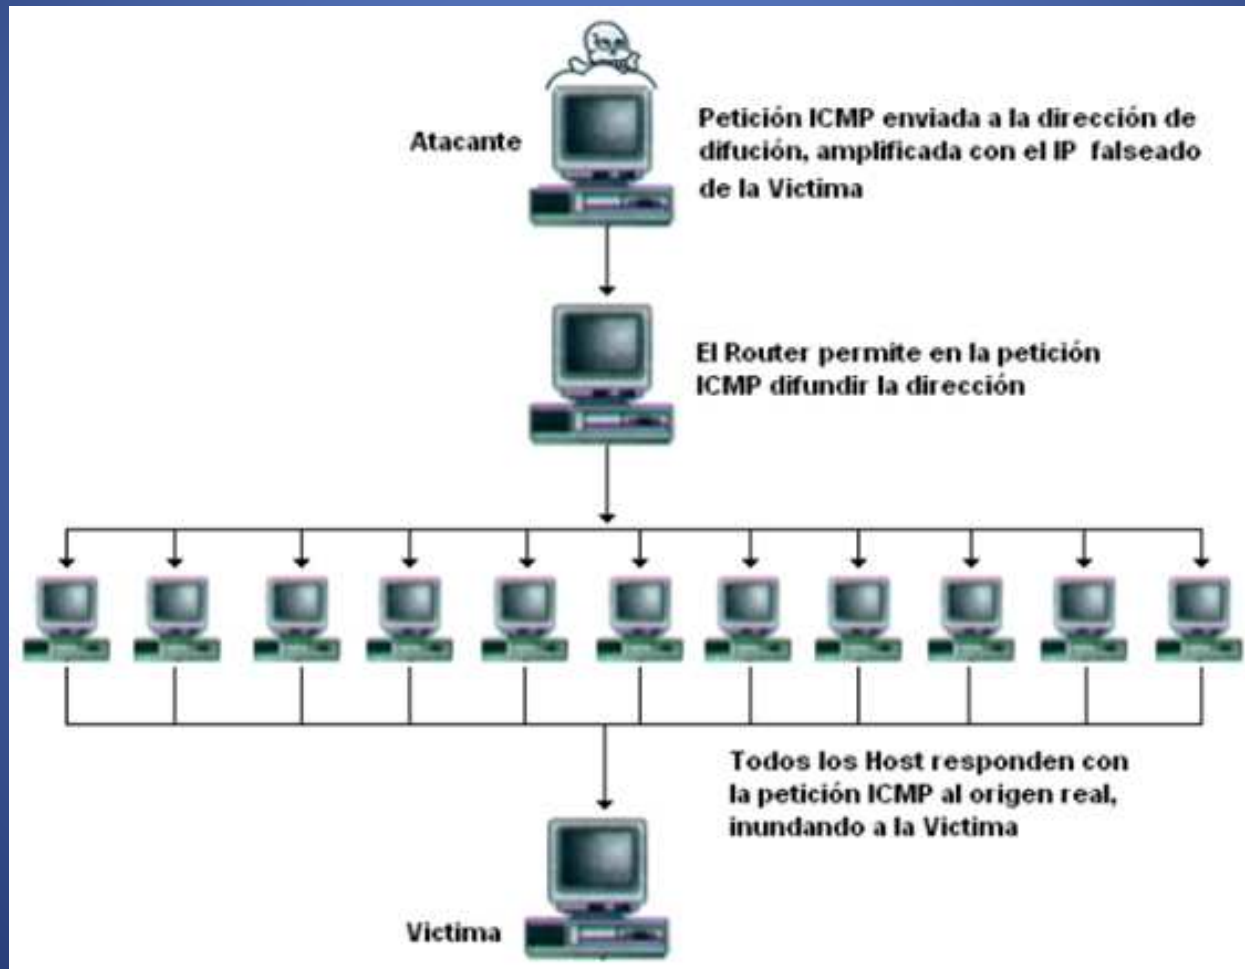 Atacante
Petición ICMP enviada a la dirección de
difución, amplificada con el IP falseado
de la Victima
El Router permite en la petición
ICMP difundir la dirección
Todos los Host responden con
la petición ICMP al origen real,
inundando a la Victima
Victima